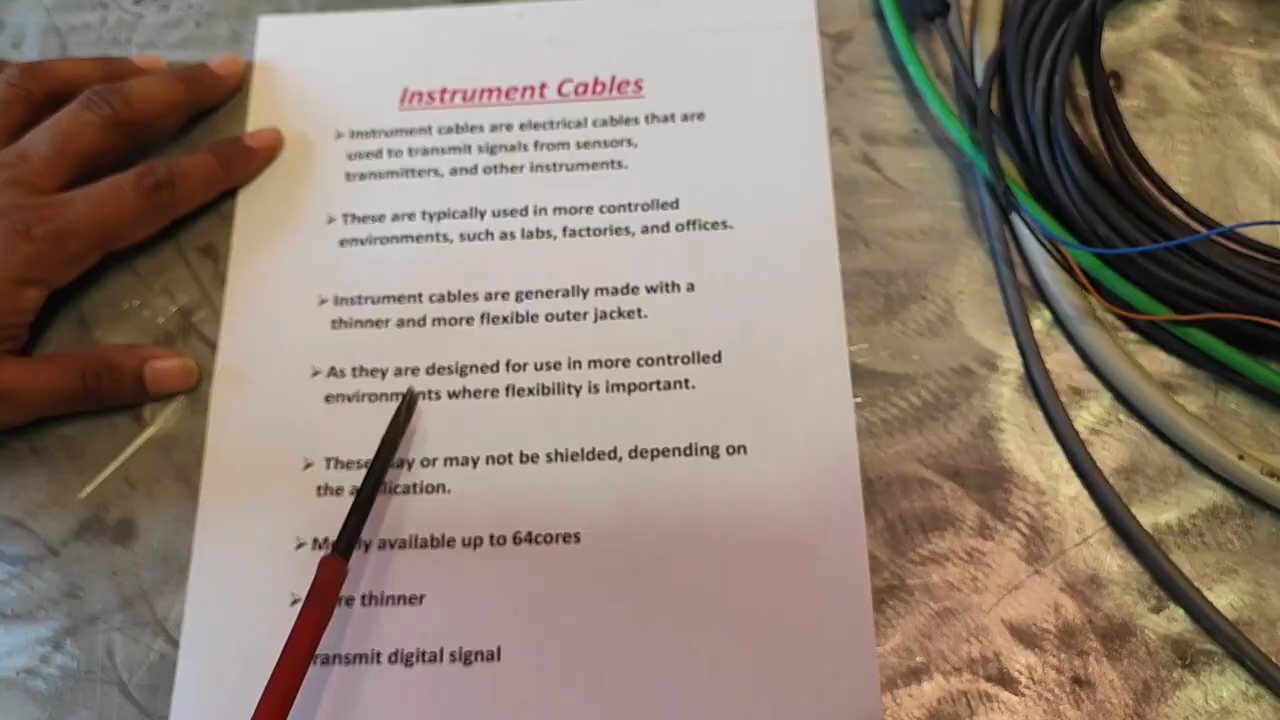 Instrument Cables
➢ Instrument cables are electrical cables that are
used to transmit signals from sensors,
transmitters, and other instruments.
➢ These are typically used in more controlled
environments, such as labs, factories, and offices.
➢ Instrument cables are generally made with a
thinner and more flexible outer jacket.
➢ As they are designed for use in more controlled
environments where flexibility is important.
➢ These may or may not be shielded, depending on
the application.
➢ available up to 64cores
➢ thinner
digital signal